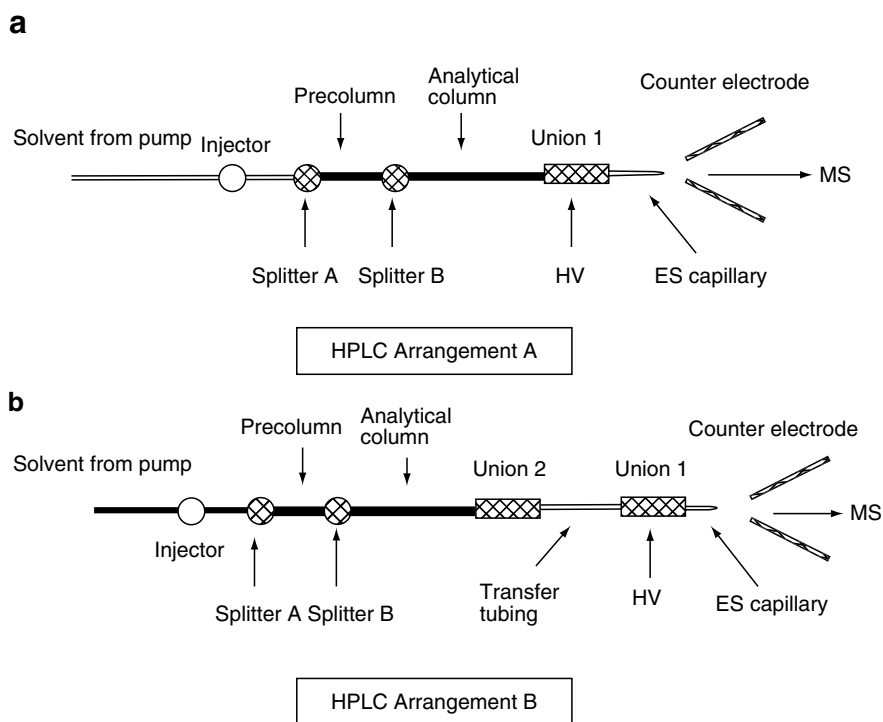 a
Precolumn
Analytical
column
Counter electrode
Solvent from pump
Injector
Union 1
MS
Splitter A
Splitter B
HV
ES capillary
HPLC Arrangement A
b
Precolumn
Analytical
column
Counter electrode
Solvent from pump
Union 2
Union 1
MS
Injector
Splitter A
Splitter B
Transfer
tubing
HV
ES capillary
HPLC Arrangement B